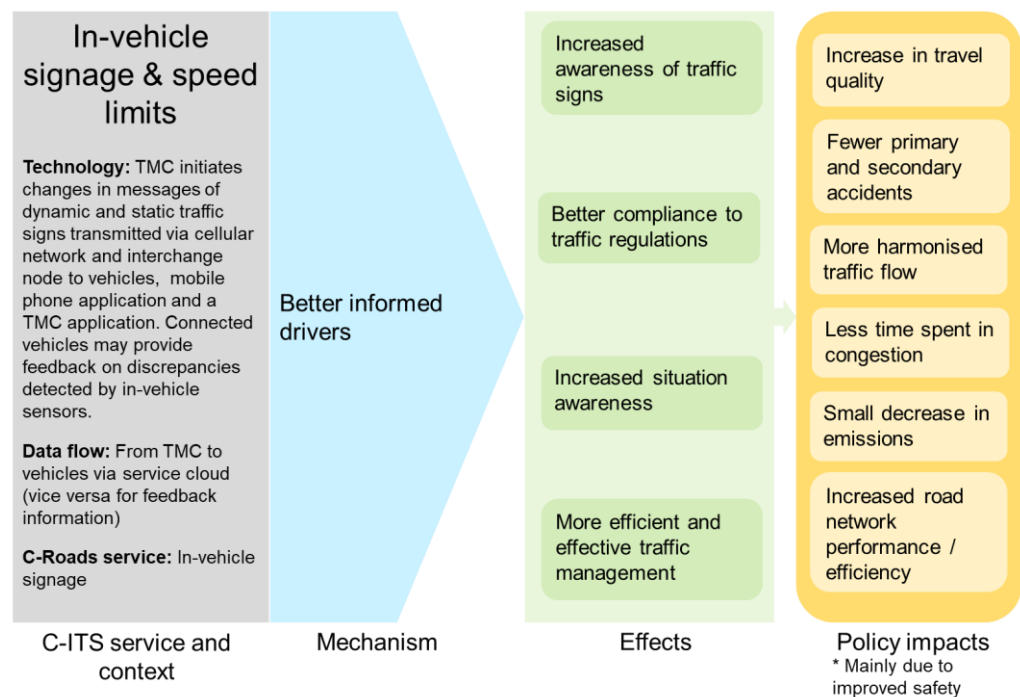 In-vehicle
signage & speed
limits
Technology: TMC initiates
changes in messages of
dynamic and static traffic
signs transmitted via cellular
network and interchange
node to vehicles, mobile
phone application and a
TMC application. Connected
vehicles may provide
feedback on discrepancies
detected by in-vehicle
sensors.
Data flow: From TMC to
vehicles via service cloud
(vice versa for feedback
information)
C-Roads service: In-vehicle
signage
C-ITS service and
context
Better informed
drivers
Mechanism
Increased
awareness of traffic
signs
Better compliance to
traffic regulations
Increased situation
awareness
More efficient and
effective traffic
management
Effects
Increase in travel
quality
Fewer primary
and secondary
accidents
More harmonised
traffic flow
Less time spent in
congestion
Small decrease in
emissions
Increased road
network
performance /
efficiency
Policy impacts
* Mainly due to
improved safety